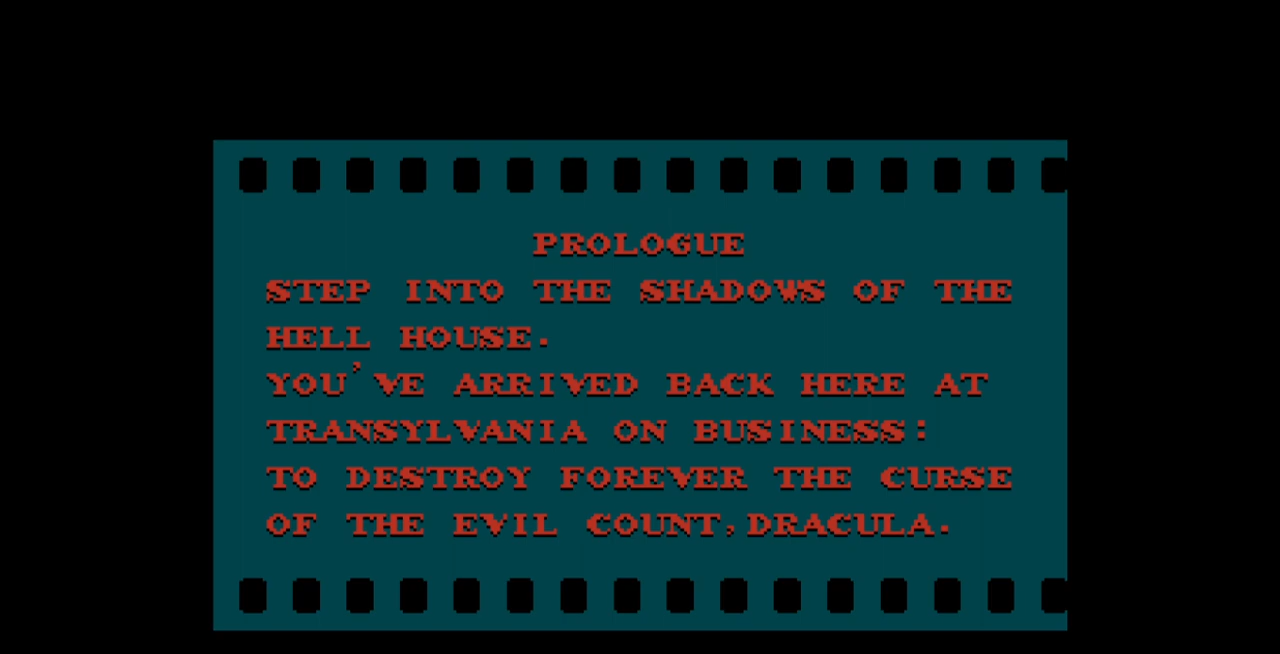 PROLOGUE
STEP INTO THE SHADOWS OF THE
HELL HOUSE.
YOU'VE ARRIVED BACK HERE AT
TRANSYLVANIA ON BUSINESS:
TO DESTROY FOREVER THE CURSE
OF THE EVIL COUNT,DRACULA.